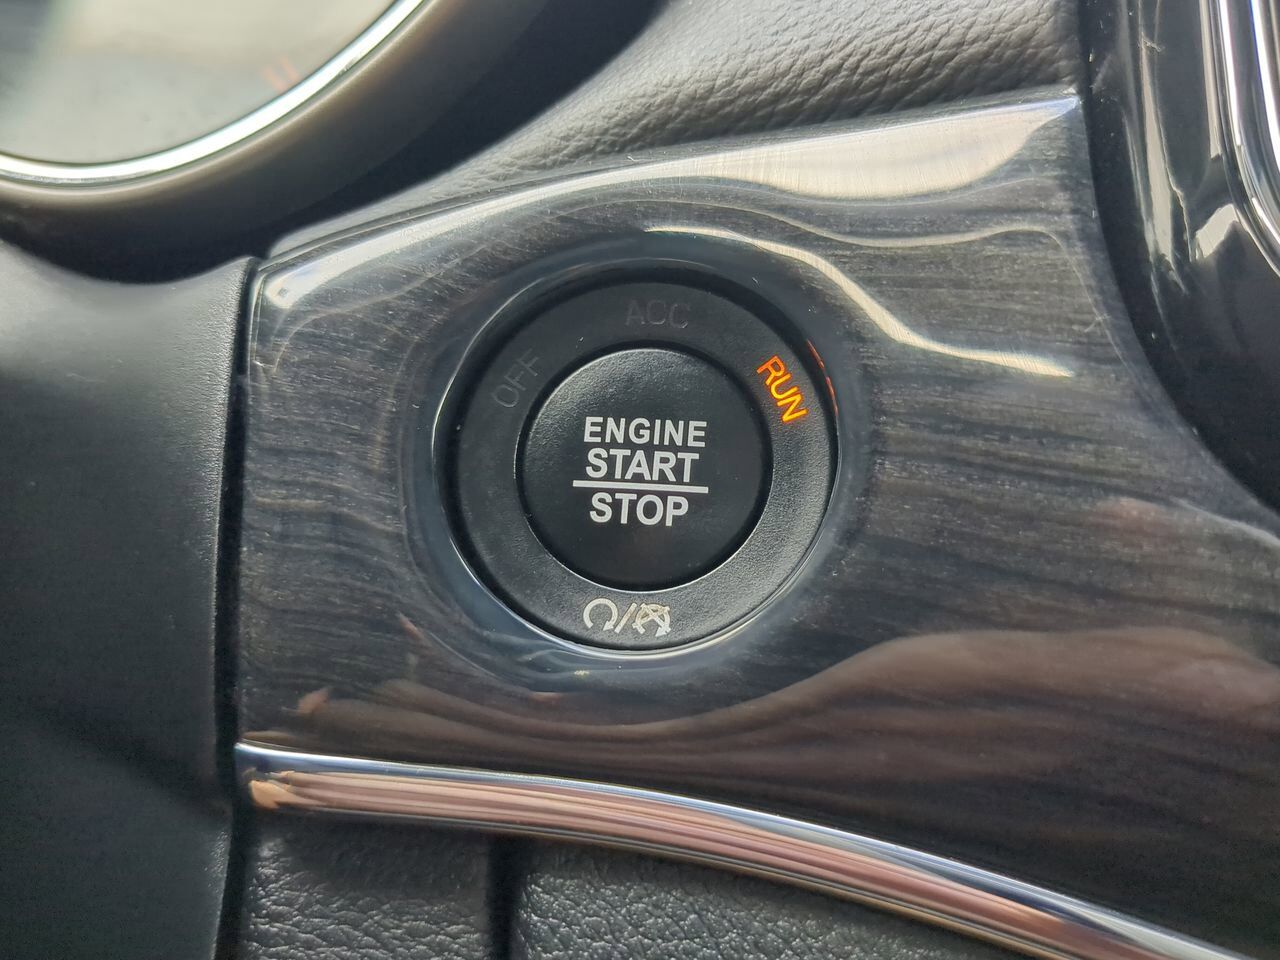 ACC
OFF
RUN
ENGINE
START
STOP